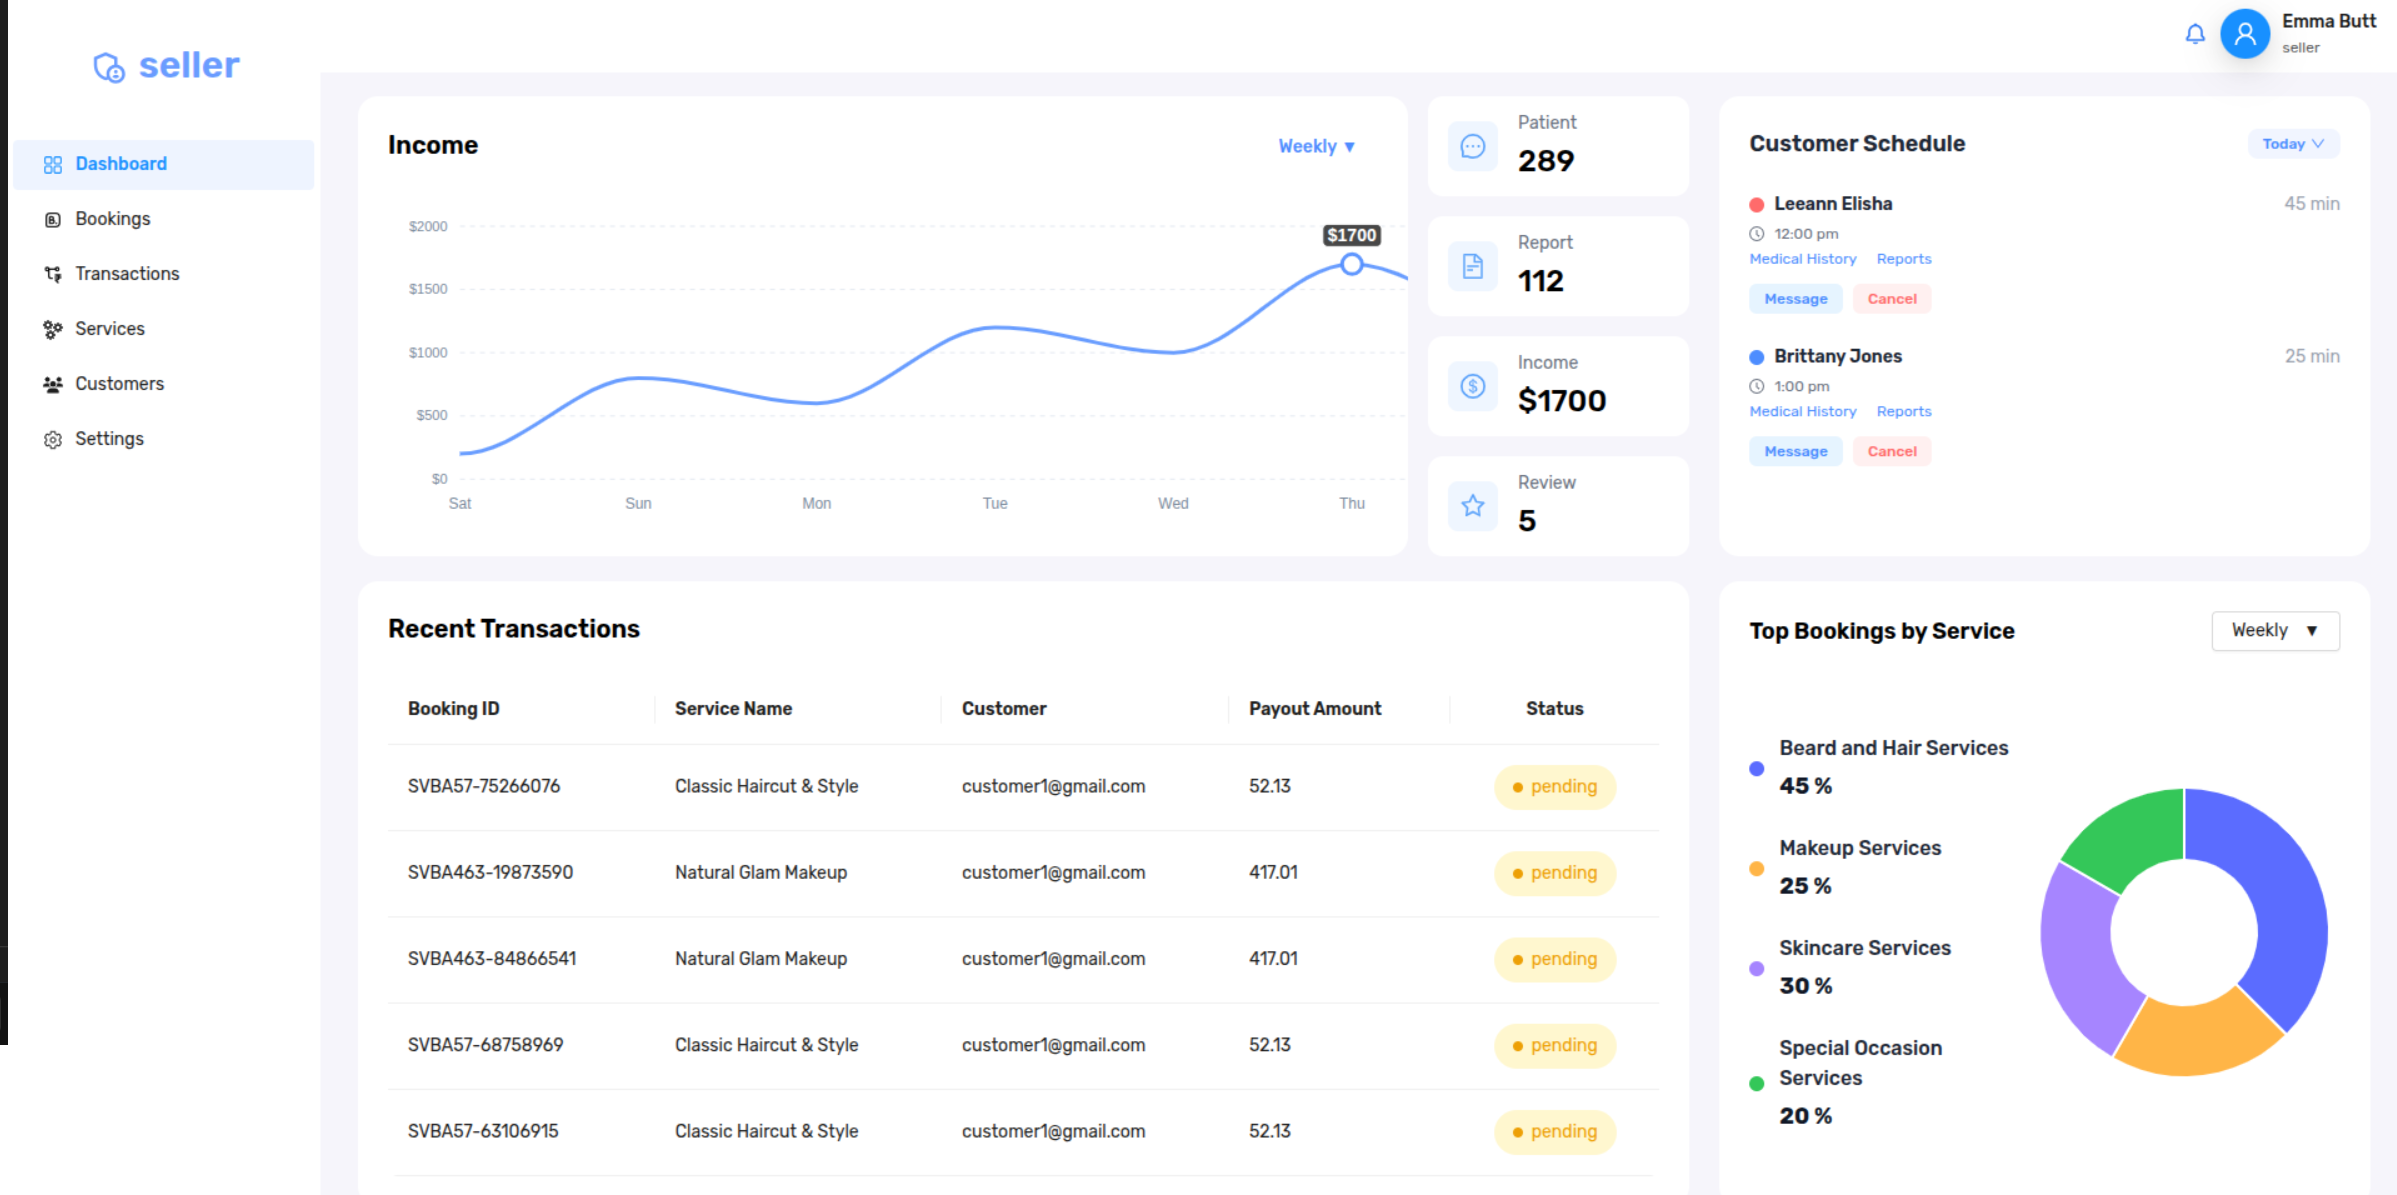 seller
Emma Butt
seller
Dashboard
Bookings
Transactions
Services
Customers
Settings
Income
Weekly ▼
$2000
$1500
$1000
$500
$0
$1700
Sat Sun Mon Tue Wed Thu
Patient
289
Report
112
Income
$1700
Review
5
Customer Schedule
Today
Leeann Elisha 45 min
12:00 pm
Medical History Reports
Message Cancel
Brittany Jones 25 min
1:00 pm
Medical History Reports
Message Cancel
Recent Transactions
Booking ID Service Name Customer Payout Amount Status
SVBA57-75266076 Classic Haircut & Style customer1@gmail.com 52.13 pending
SVBA463-19873590 Natural Glam Makeup customer1@gmail.com 417.01 pending
SVBA463-84866541 Natural Glam Makeup customer1@gmail.com 417.01 pending
SVBA57-68758969 Classic Haircut & Style customer1@gmail.com 52.13 pending
SVBA57-63106915 Classic Haircut & Style customer1@gmail.com 52.13 pending
Top Bookings by Service
Weekly ▼
Beard and Hair Services
45 %
Makeup Services
25 %
Skincare Services
30 %
Special Occasion
Services
20 %